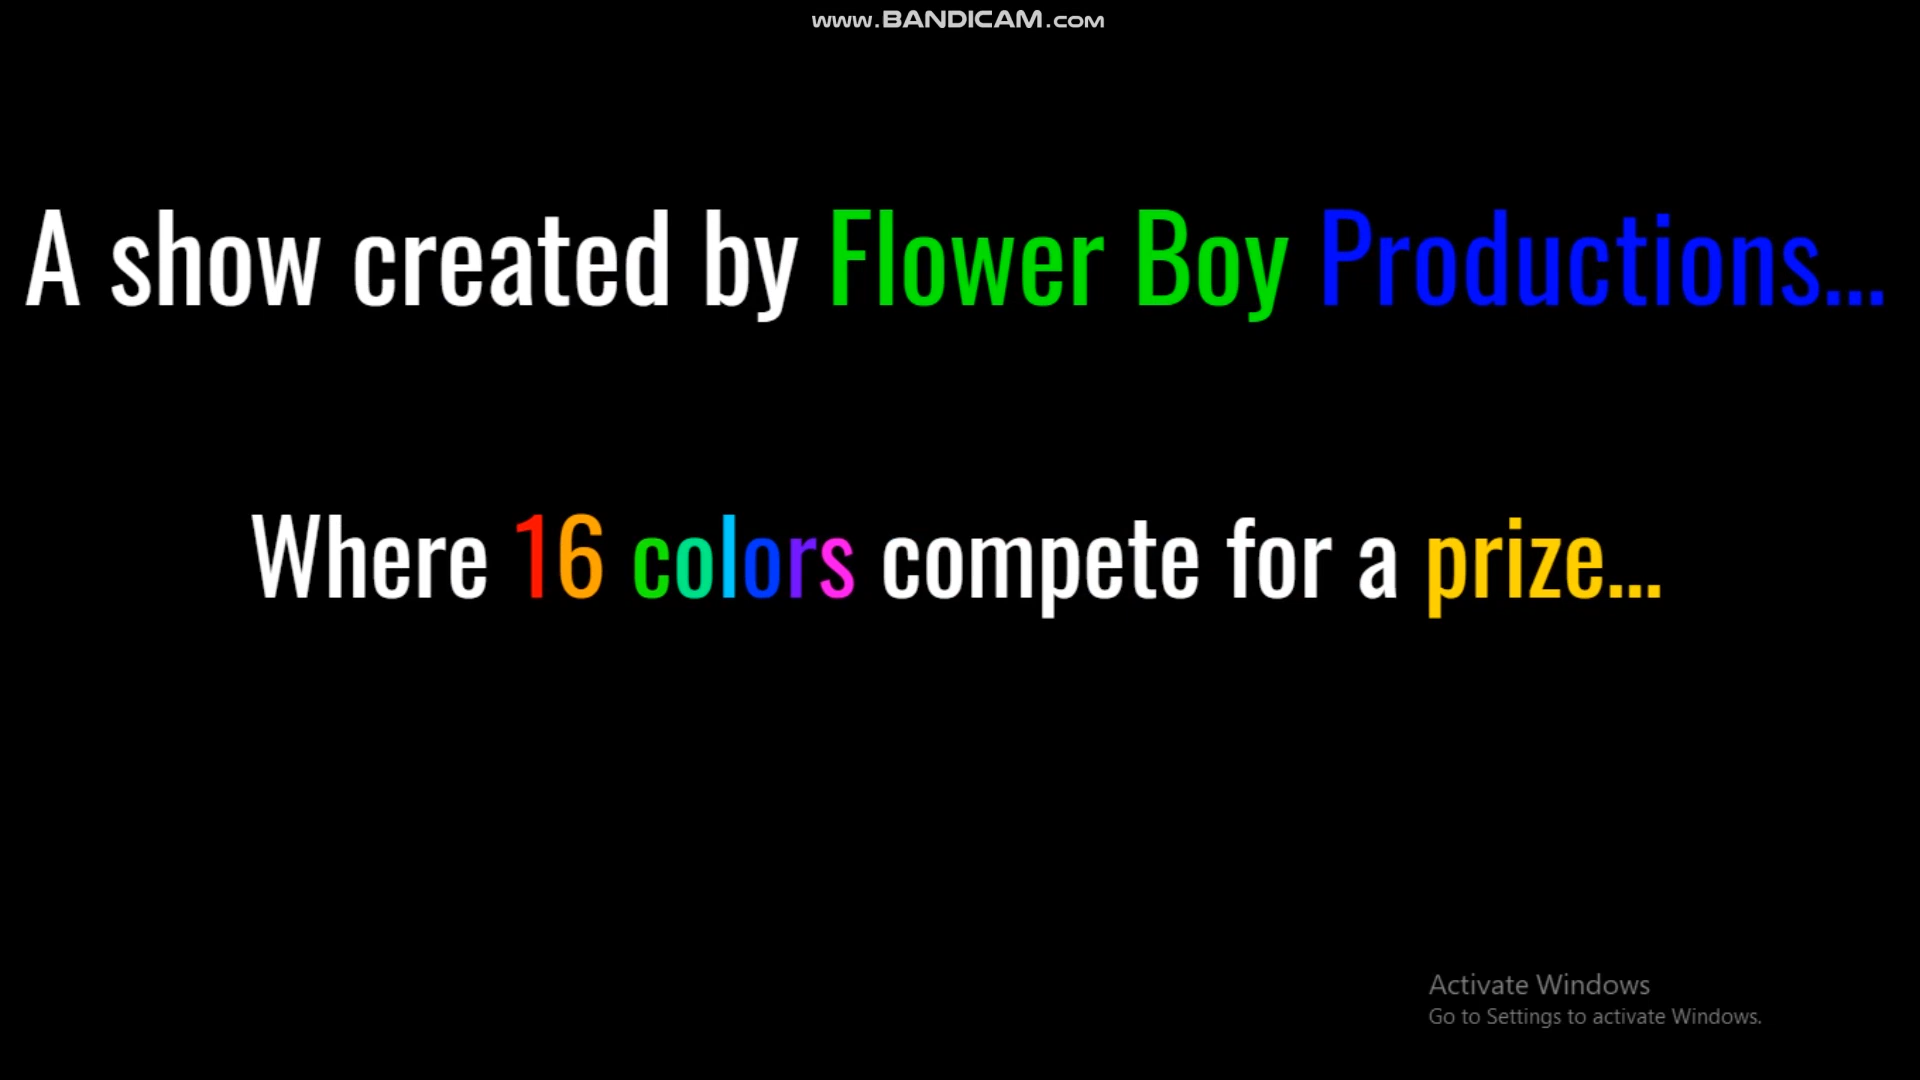 www.BANDICAM.com
A show created by Flower Boy Productions...
Where 16 colors compete for a prize...
Activate Windows
Go to Settings to activate Windows.